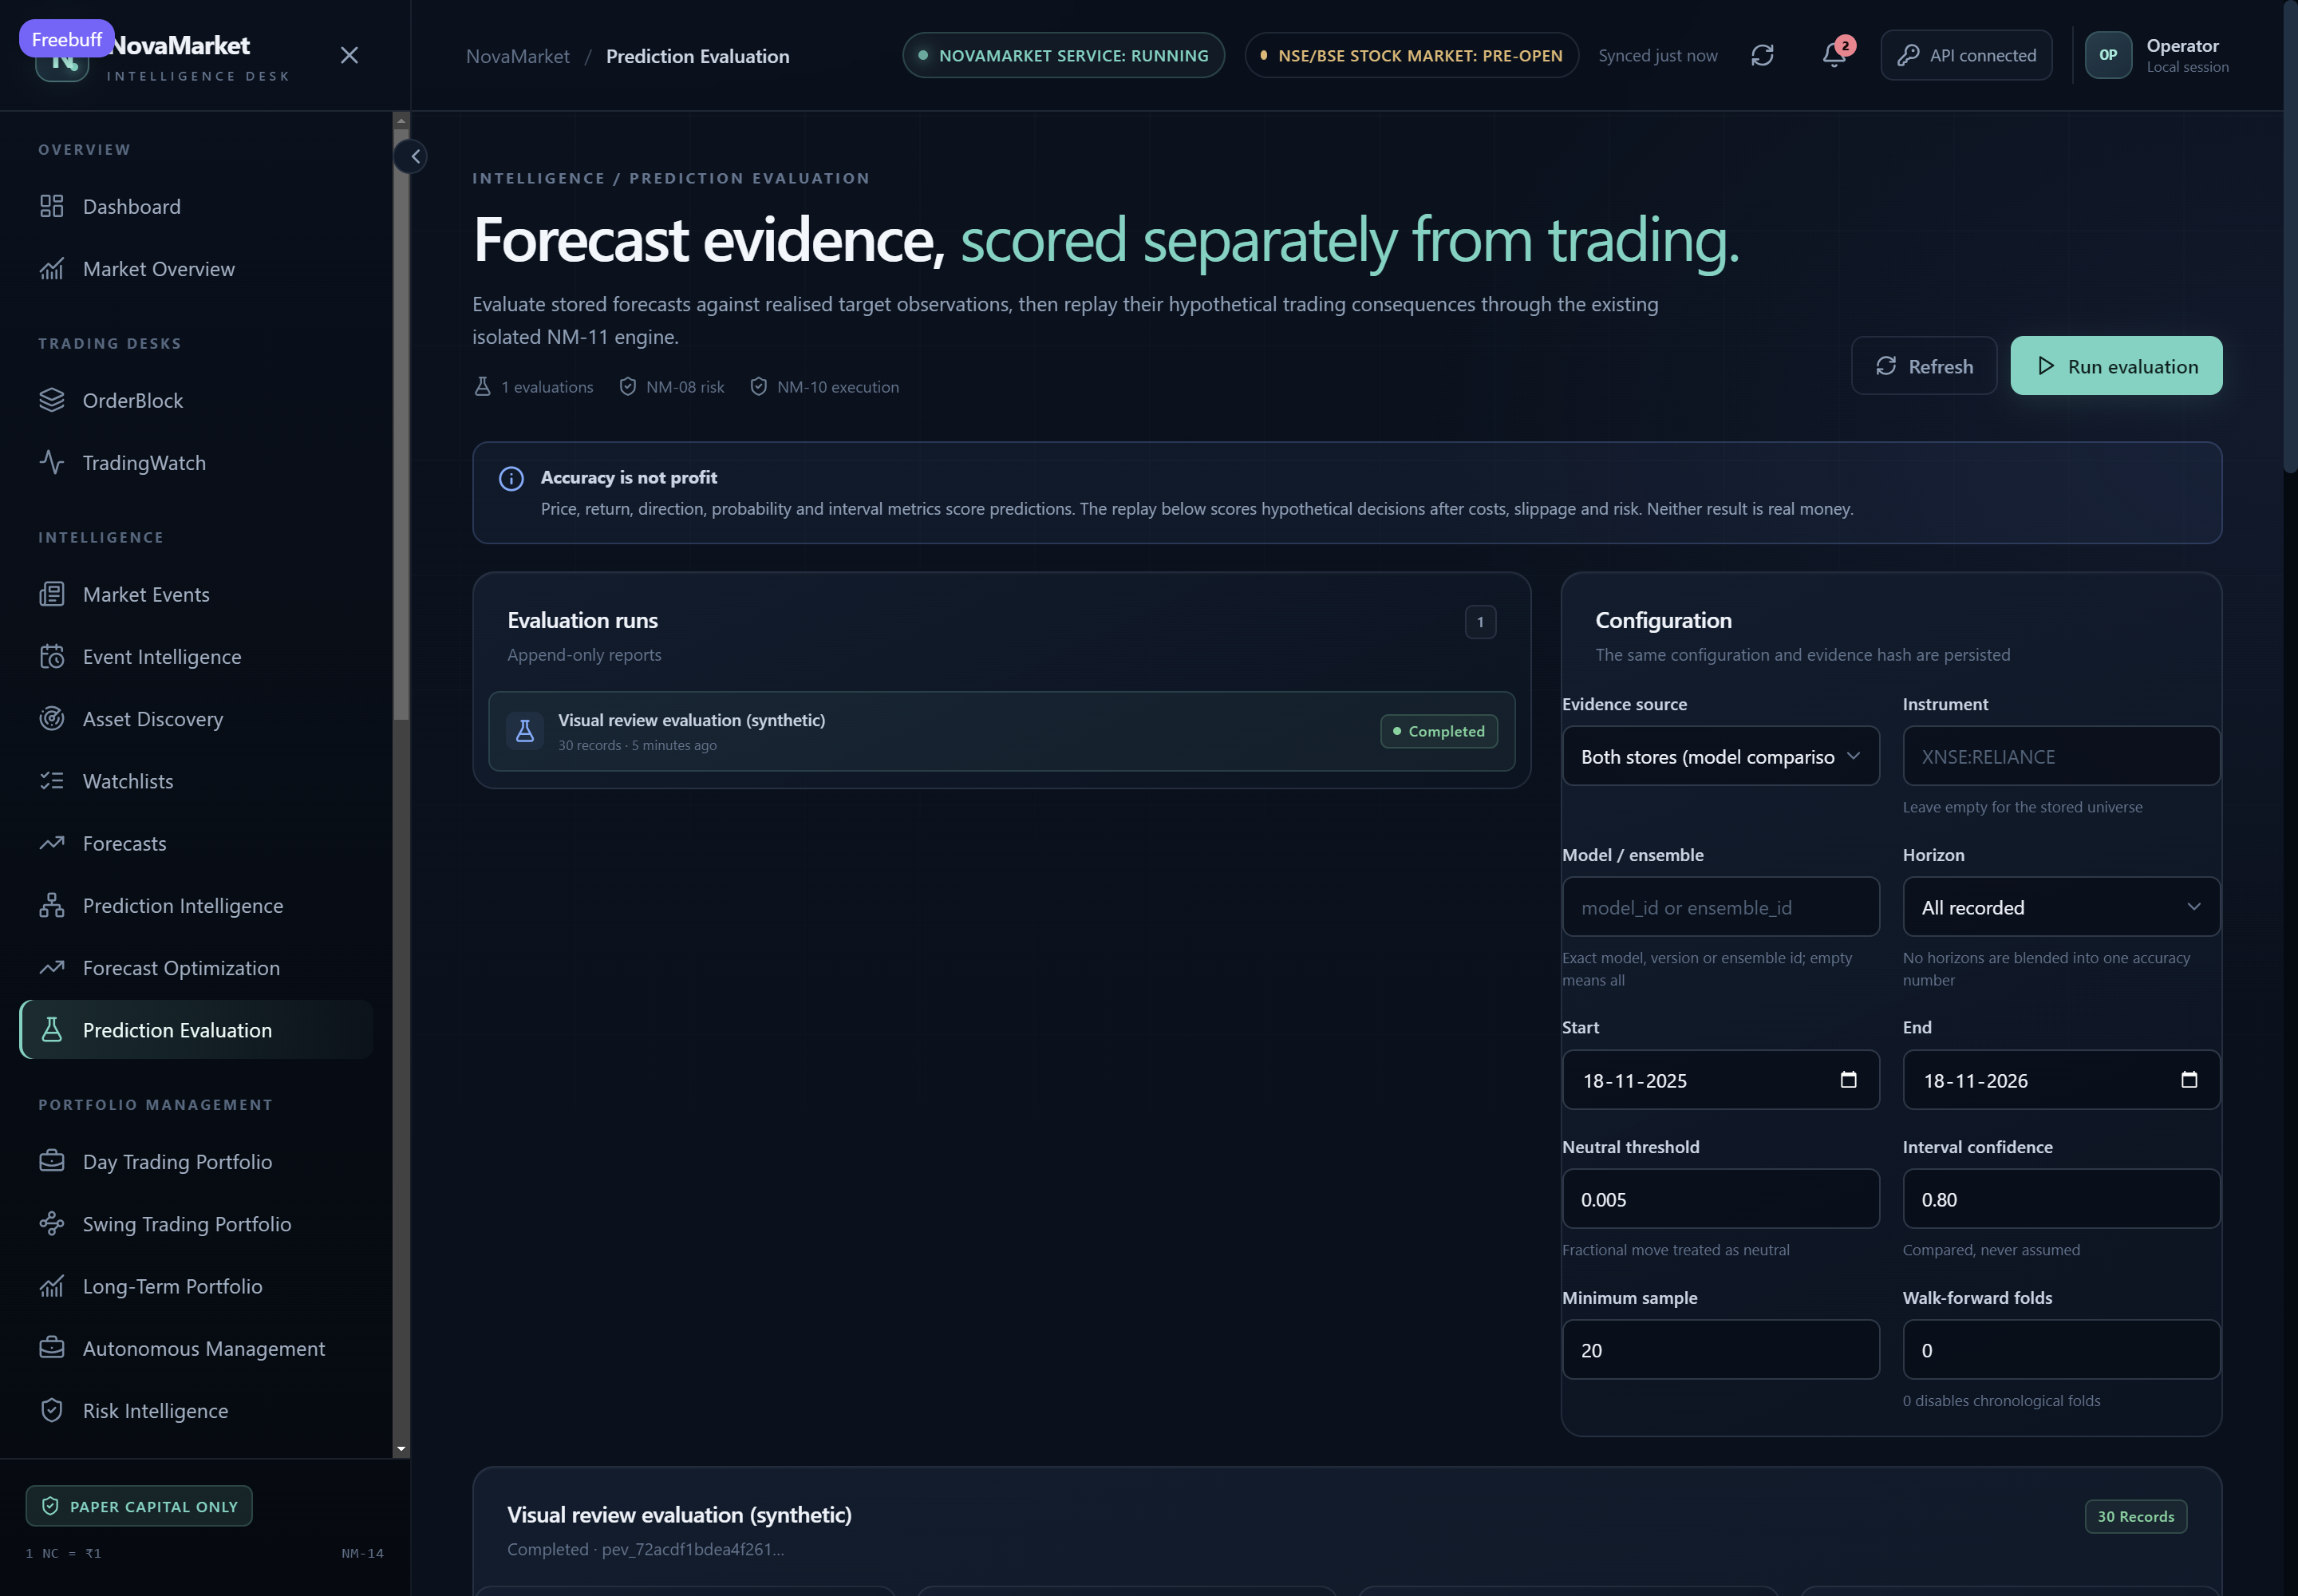 Freebuff
NovaMarket
INTELLIGENCE DESK
NovaMarket / Prediction Evaluation
NOVAMARKET SERVICE: RUNNING
NSE/BSE STOCK MARKET: PRE-OPEN
Synced just now
2
API connected
OP
Operator
Local session
OVERVIEW
Dashboard
Market Overview
TRADING DESKS
OrderBlock
TradingWatch
INTELLIGENCE
Market Events
Event Intelligence
Asset Discovery
Watchlists
Forecasts
Prediction Intelligence
Forecast Optimization
Prediction Evaluation
PORTFOLIO MANAGEMENT
Day Trading Portfolio
Swing Trading Portfolio
Long-Term Portfolio
Autonomous Management
Risk Intelligence
PAPER CAPITAL ONLY
1 NC = ₹1
NM-14
INTELLIGENCE / PREDICTION EVALUATION
Forecast evidence, scored separately from trading.
Evaluate stored forecasts against realised target observations, then replay their hypothetical trading consequences through the existing
isolated NM-11 engine.
1 evaluations
NM-08 risk
NM-10 execution
Refresh
Run evaluation
Accuracy is not profit
Price, return, direction, probability and interval metrics score predictions. The replay below scores hypothetical decisions after costs, slippage and risk. Neither result is real money.
Evaluation runs
1
Append-only reports
Visual review evaluation (synthetic)
30 records · 5 minutes ago
Completed
Configuration
The same configuration and evidence hash are persisted
Evidence source
Instrument
Both stores (model compariso
XNSE:RELIANCE
Leave empty for the stored universe
Model / ensemble
Horizon
model_id or ensemble_id
All recorded
Exact model, version or ensemble id; empty
means all
No horizons are blended into one accuracy
number
Start
End
18-11-2025
18-11-2026
Neutral threshold
Interval confidence
0.005
0.80
Fractional move treated as neutral
Compared, never assumed
Minimum sample
Walk-forward folds
20
0
0 disables chronological folds
Visual review evaluation (synthetic)
30 Records
Completed · pev_72acdf1bdea4f261...